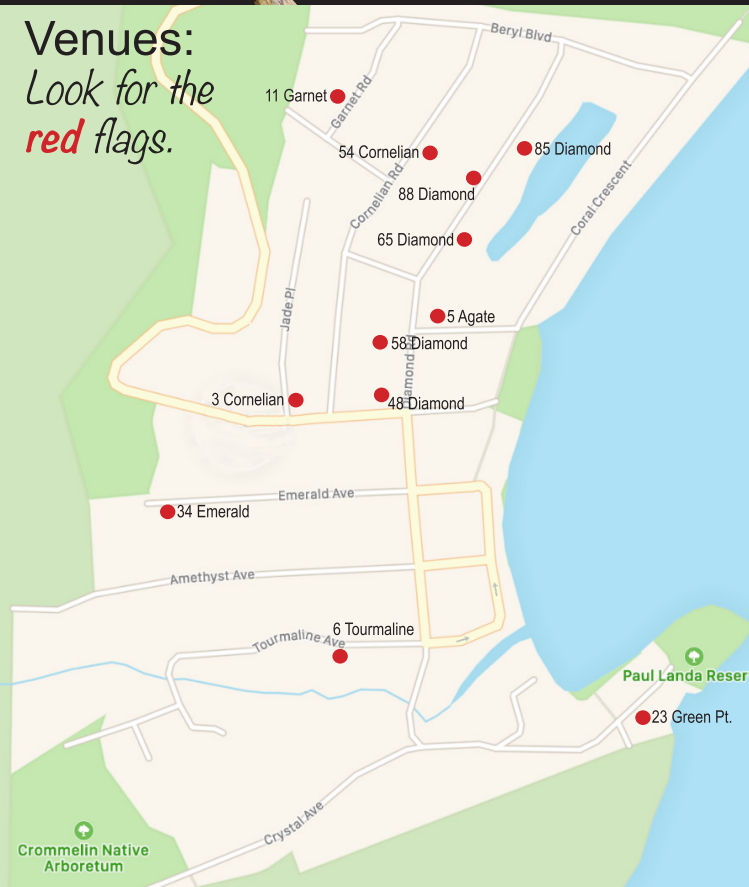 Venues:
Look for the
red flags.
Beryl Blvd
11 Garnet
Garnet Rd
54 Cornelian
85 Diamond
88 Diamond
Cornelian Rd
Coral Crescent
65 Diamond
Jade Pl
5 Agate
58 Diamond
Diamond Rd
3 Cornelian
48 Diamond
Emerald Ave
34 Emerald
Amethyst Ave
6 Tourmaline
Tourmaline Ave
Paul Landa Reser
23 Green Pt.
Crystal Ave
Crommelin Native
Arboretum